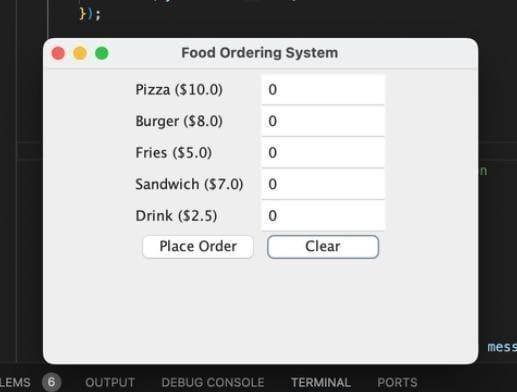 });
Food Ordering System
Pizza ($10.0) 0
Burger ($8.0) 0
Fries ($5.0) 0
Sandwich ($7.0) 0
Drink ($2.5) 0
Place Order Clear
LEMS 6 OUTPUT DEBUG CONSOLE TERMINAL PORTS